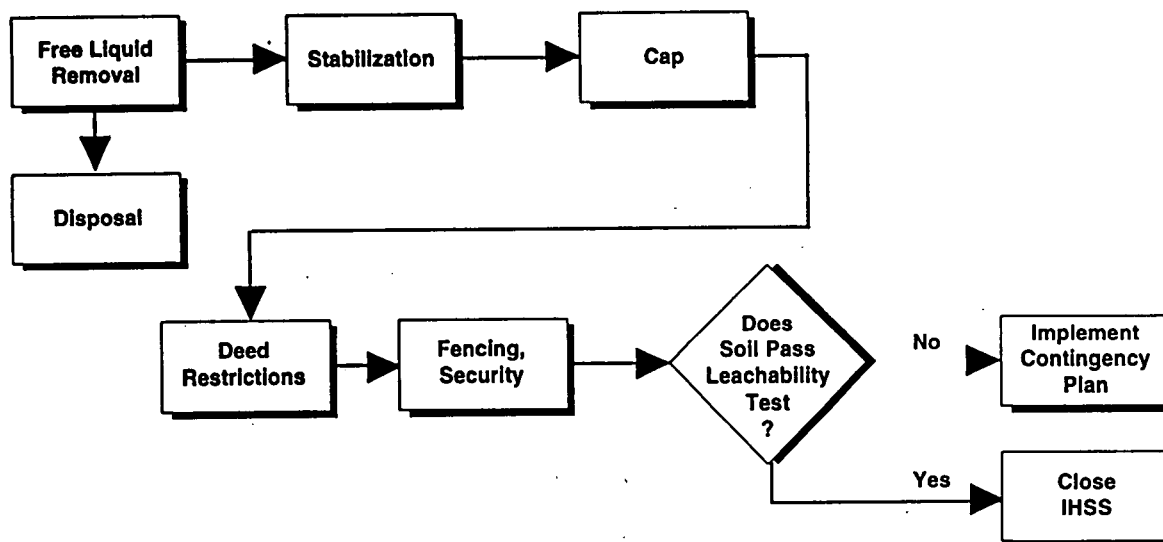 Free Liquid
Removal
Stabilization
Cap
Disposal
Deed
Restrictions
Fencing,
Security
Does
Soil Pass
Leachability
Test
?
No
Implement
Contingency
Plan
Yes
Close
IHSS